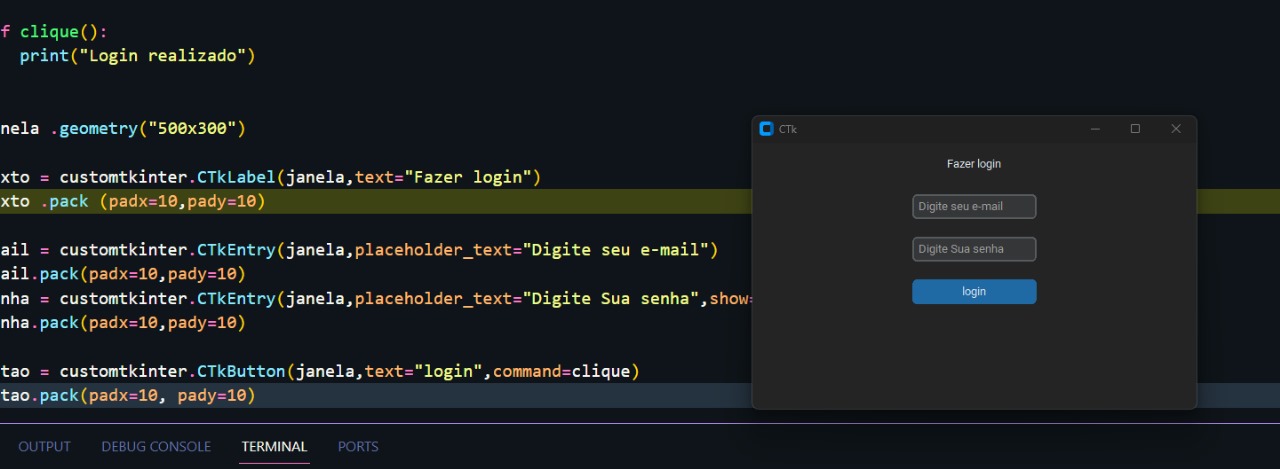 f clique():
print("Login realizado")
nela .geometry("500x300")
xto = customtkinter.CTkLabel(janela,text="Fazer login")
xto .pack (padx=10,pady=10)
ail = customtkinter.CTkEntry(janela,placeholder_text="Digite seu e-mail")
ail.pack(padx=10,pady=10)
nha = customtkinter.CTkEntry(janela,placeholder_text="Digite Sua senha",show=
nha.pack(padx=10,pady=10)
tao = customtkinter.CTkButton(janela,text="login",command=clique)
tao.pack(padx=10, pady=10)
CTk
Fazer login
Digite seu e-mail
Digite Sua senha
login
OUTPUT DEBUG CONSOLE TERMINAL PORTS